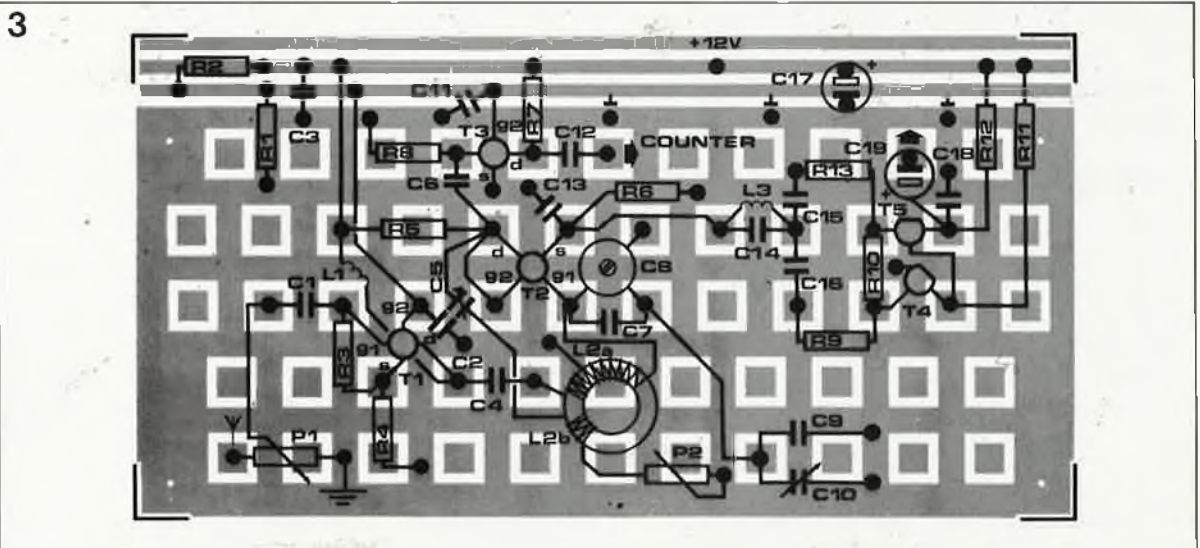 3
+12V
R2
C17
+
C11
R1
C3
T3
g2
R7
C12
COUNTER
R12
R11
R8
d
C19
C18
C6
s
C13
R6
L3
R13
+
R5
C15
T5
d
s
C14
C5
g2
g1
C8
R10
L1
T2
C16
C1
g2
T4
C7
g1
d
R3
L2a
R9
T1
C2
s
C4
R4
L2b
C9
P1
P2
C10